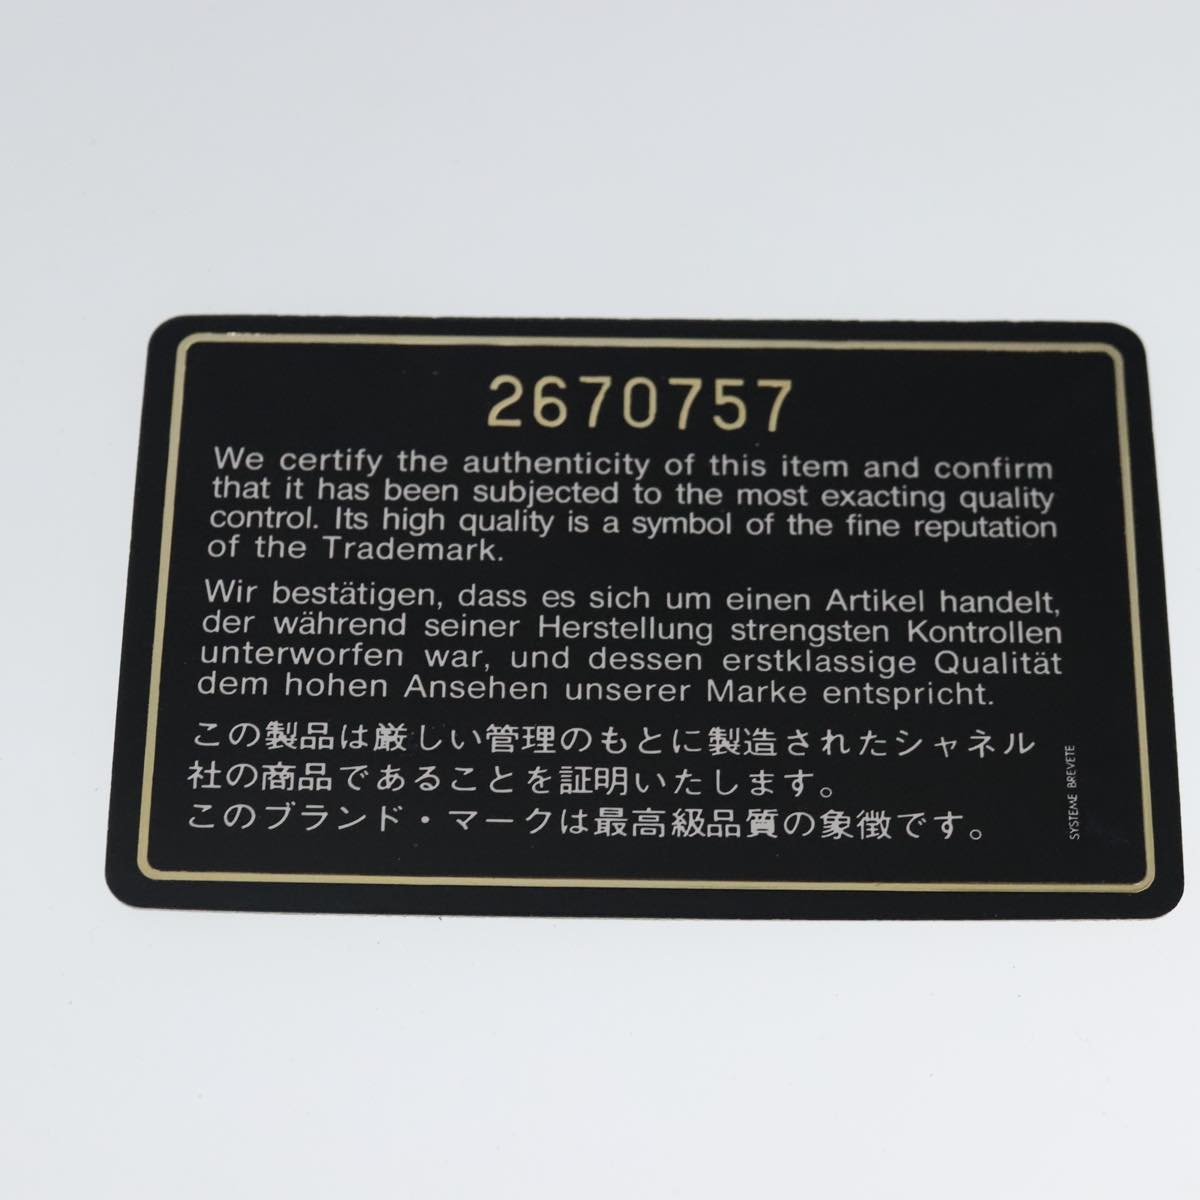 2670757
We certify the authenticity of this item and confirm
that it has been subjected to the most exacting quality
control. Its high quality is a symbol of the fine reputation
of the Trademark.
Wir bestätigen, dass es sich um einen Artikel handelt,
der während seiner Herstellung strengsten Kontrollen
unterworfen war, und dessen erstklassige Qualität
dem hohen Ansehen unserer Marke entspricht.
この製品は厳しい管理のもとに製造されたシャネル
社の商品であることを証明いたします。
このブランド・マークは最高級品質の象徴です。
SYSTEME BREVETE